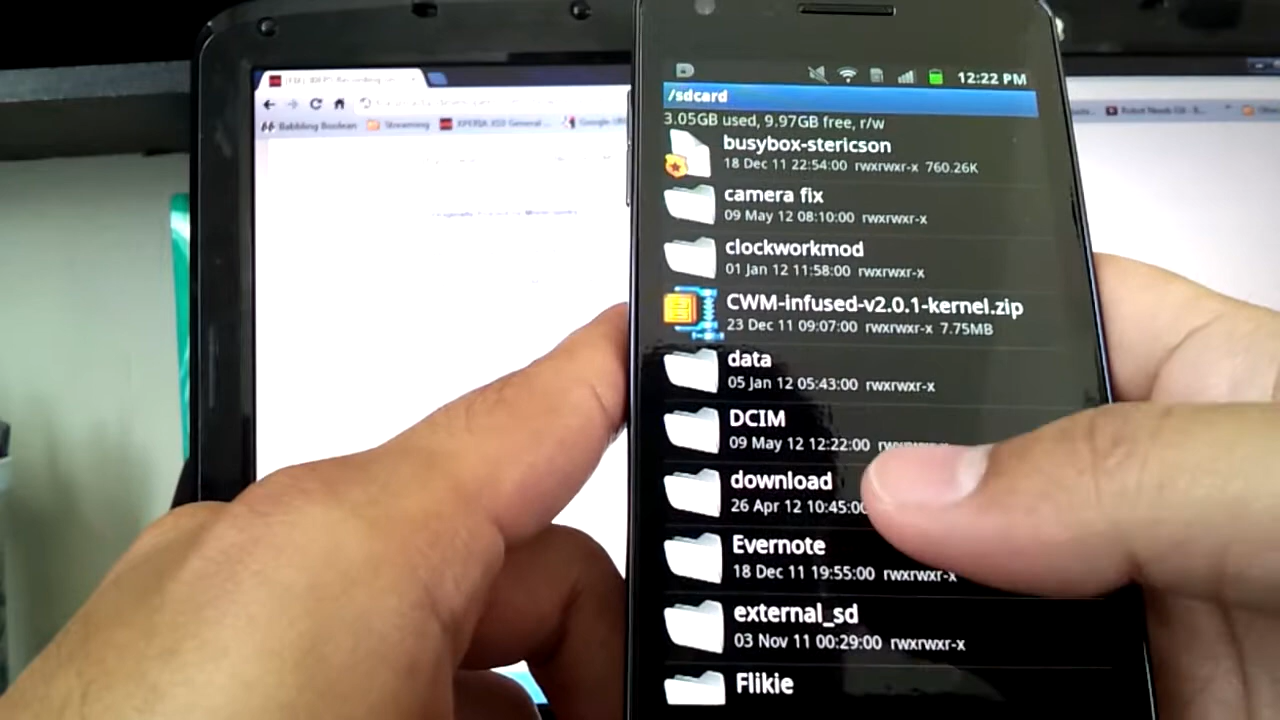 Babbling Boolean
Streaming
XPERIA X10 General ...
12:22 PM
/sdcard
3.05GB used, 9.97GB free, r/w
busybox-stericson
18 Dec 11 22:54:00 rwxrwxr-x 760.26K
camera fix
09 May 12 08:10:00 rwxrwxr-x
clockworkmod
01 Jan 12 11:58:00 rwxrwxr-x
CWM-infused-v2.0.1-kernel.zip
23 Dec 11 09:07:00 rwxrwxr-x 7.75MB
data
05 Jan 12 05:43:00 rwxrwxr-x
DCIM
09 May 12 12:22:00
download
26 Apr 12 10:45:00
Evernote
18 Dec 11 19:55:00 rwxrwxr-x
external_sd
03 Nov 11 00:29:00 rwxrwxr-x
Flikie